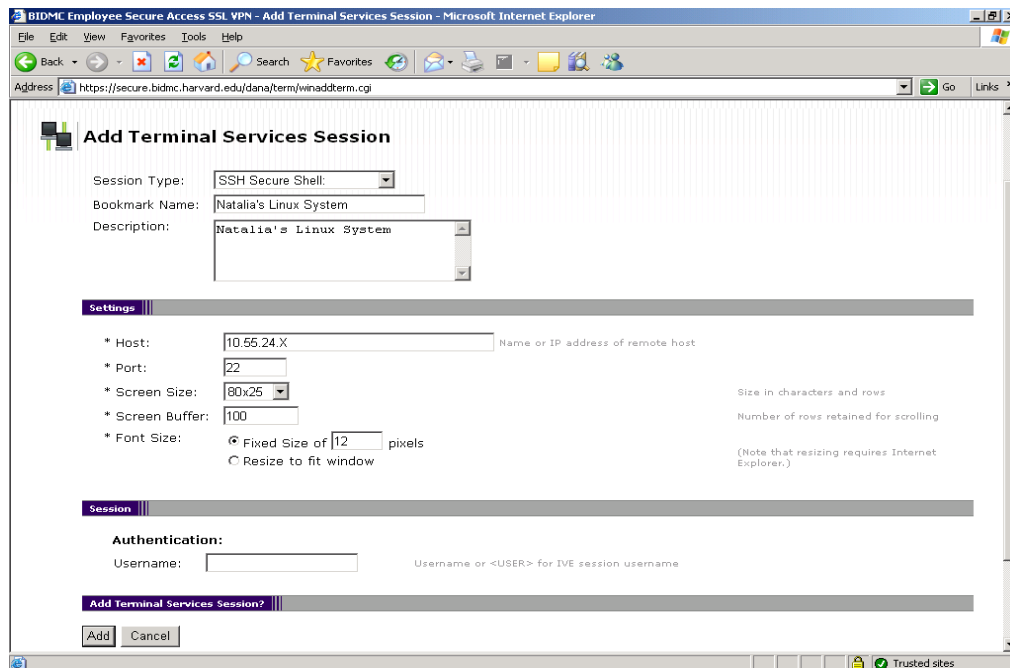 BIDMC Employee Secure Access SSL VPN - Add Terminal Services Session - Microsoft Internet Explorer
File Edit View Favorites Tools Help
Back Search Favorites
Address https://secure.bidmc.harvard.edu/dana/term/winaddterm.cgi Go Links
Add Terminal Services Session
Session Type: SSH Secure Shell:
Bookmark Name: Natalia's Linux System
Description: Natalia's Linux System
Settings
* Host: 10.55.24.X Name or IP address of remote host
* Port: 22
* Screen Size: 80x25 Size in characters and rows
* Screen Buffer: 100 Number of rows retained for scrolling
* Font Size: Fixed Size of 12 pixels
Resize to fit window (Note that resizing requires Internet
Explorer.)
Session
Authentication:
Username: Username or <USER> for IVE session username
Add Terminal Services Session?
Add Cancel
Trusted sites